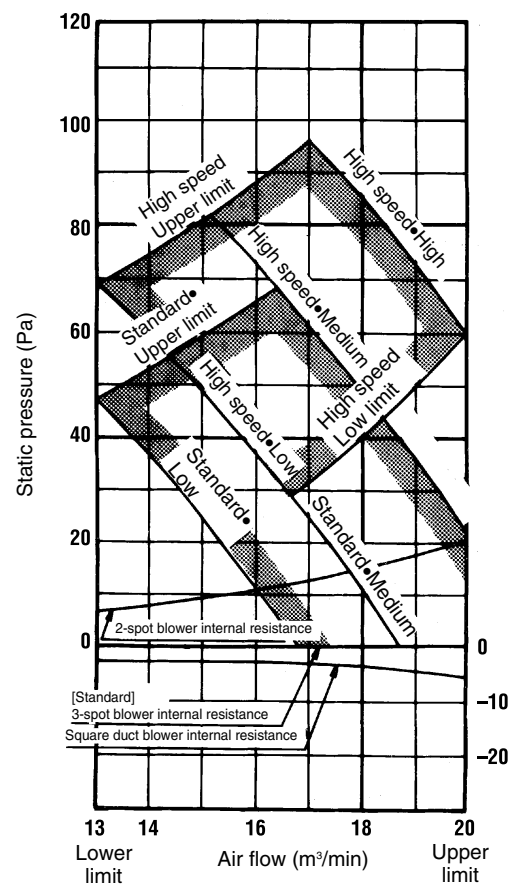 120
100
80
60
40
20
0
Static pressure (Pa)
High speed
Upper limit
High speed•High
High speed•Medium
Standard•
Upper limit
High speed
Low limit
High speed•Low
Standard•
Low
Standard•Medium
2-spot blower internal resistance
[Standard]
3-spot blower internal resistance
Square duct blower internal resistance
0
−10
−20
13
14
16
18
20
Lower
limit
Air flow (m³/min)
Upper
limit